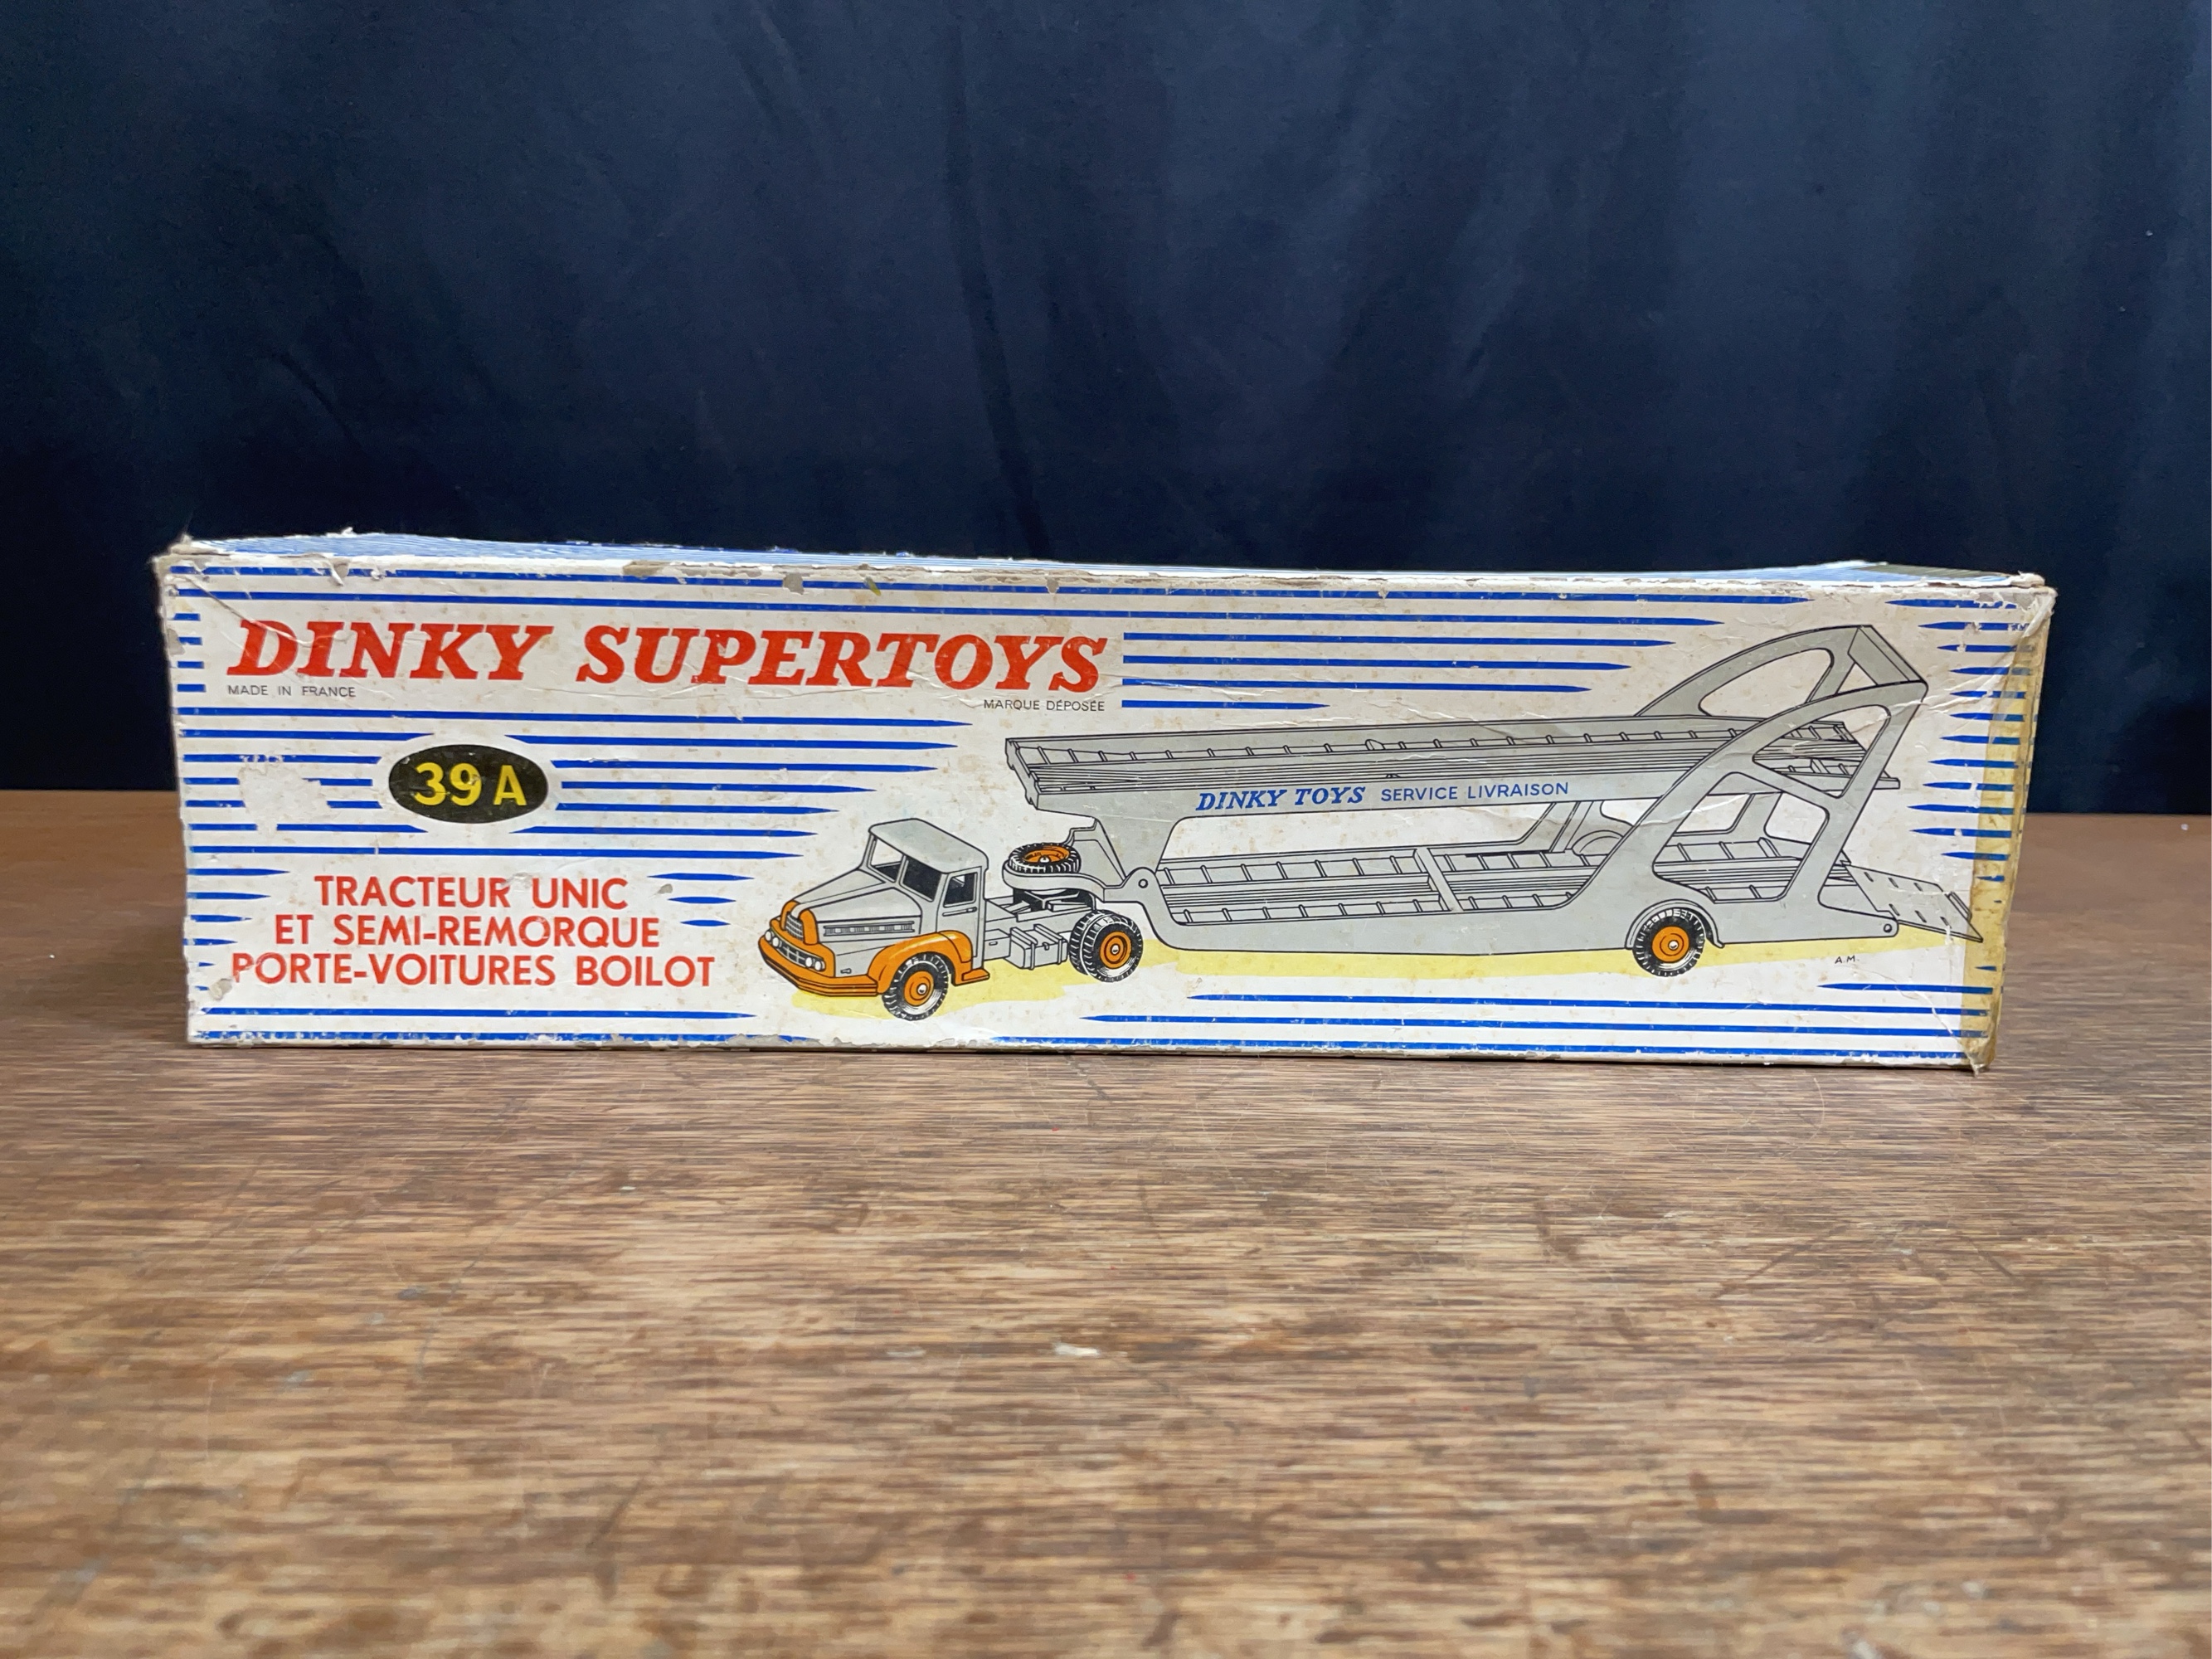 DINKY SUPERTOYS
MADE IN FRANCE
MARQUE DÉPOSÉE
39 A
DINKY TOYS SERVICE LIVRAISON
TRACTEUR UNIC
ET SEMI-REMORQUE
PORTE-VOITURES BOILOT
A.M.